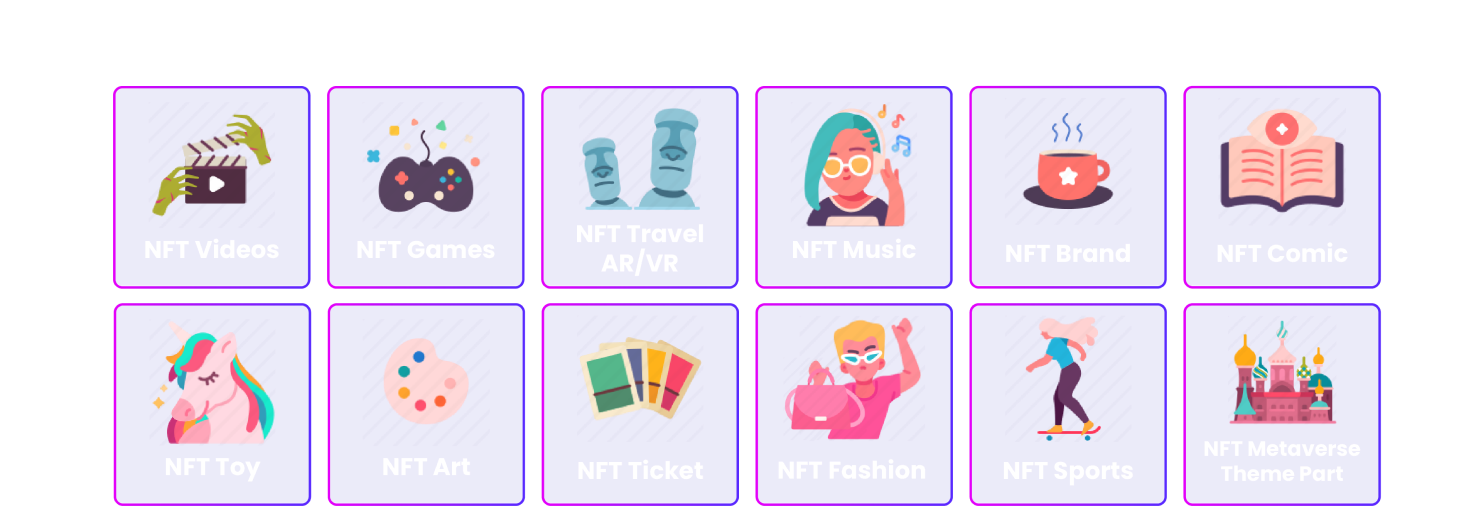 NFT Videos
NFT Games
NFT Travel
AR/VR
NFT Music
NFT Brand
NFT Comic
NFT Toy
NFT Art
NFT Ticket
NFT Fashion
NFT Sports
NFT Metaverse
Theme Part